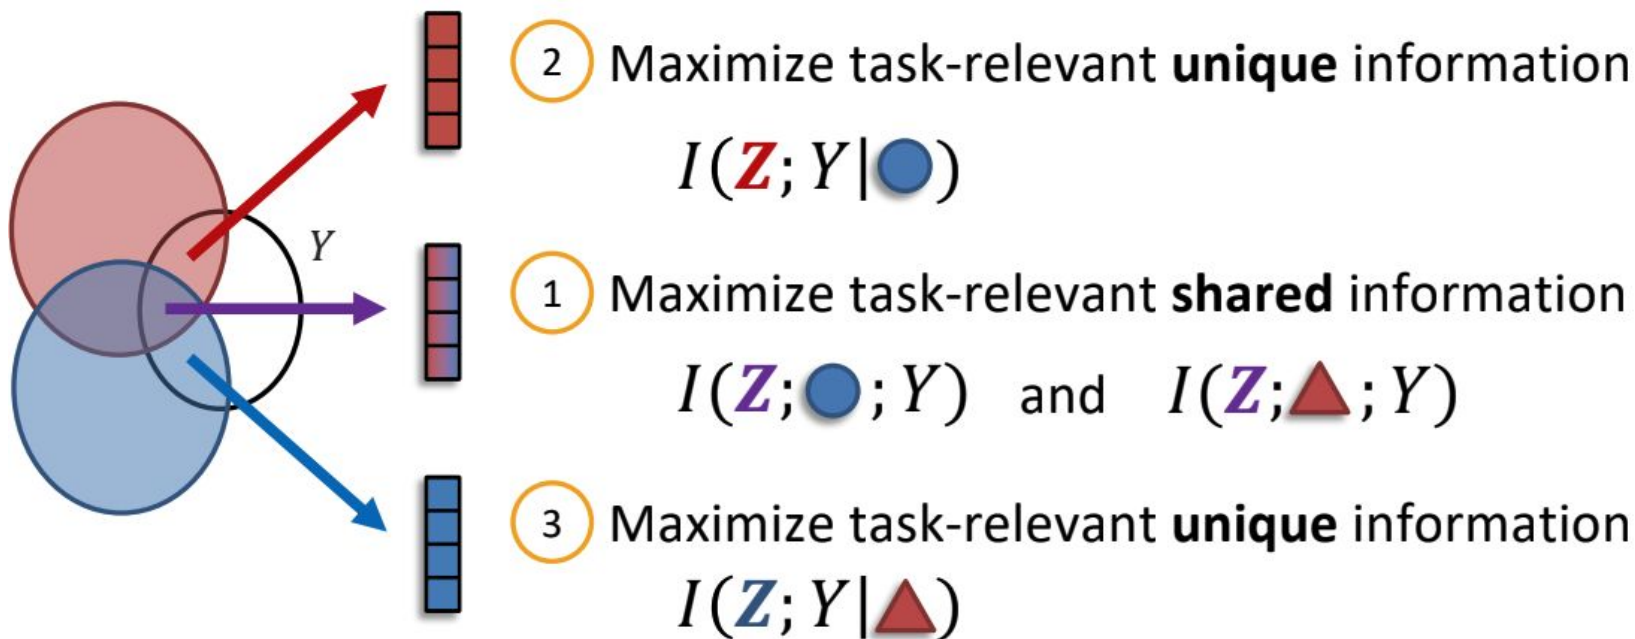 2 Maximize task-relevant unique information
I(Z; Y|🔵)
Y
1 Maximize task-relevant shared information
I(Z;🔵; Y) and I(Z;🔺; Y)
3 Maximize task-relevant unique information
I(Z; Y|🔺)